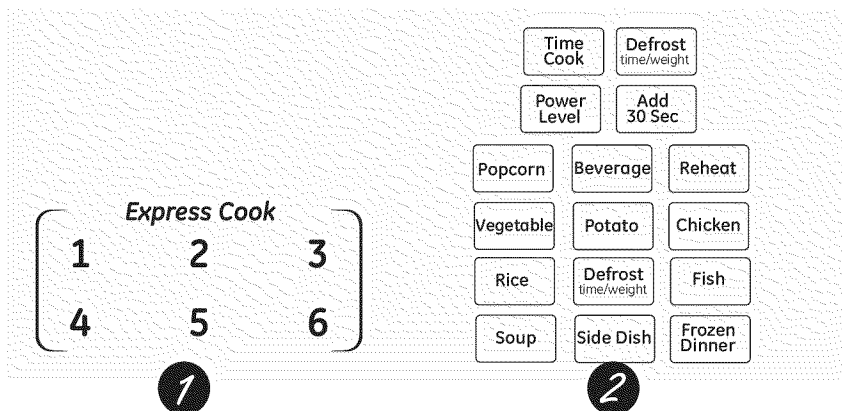 Time Defrost
Cook time/weight
Power Add
Level 30 Sec
Popcorn Beverage Reheat
Express Cook
1 2 3
4 5 6
Vegetable Potato Chicken
Rice Defrost Fish
time/weight
Soup Side Dish Frozen
Dinner
1 2